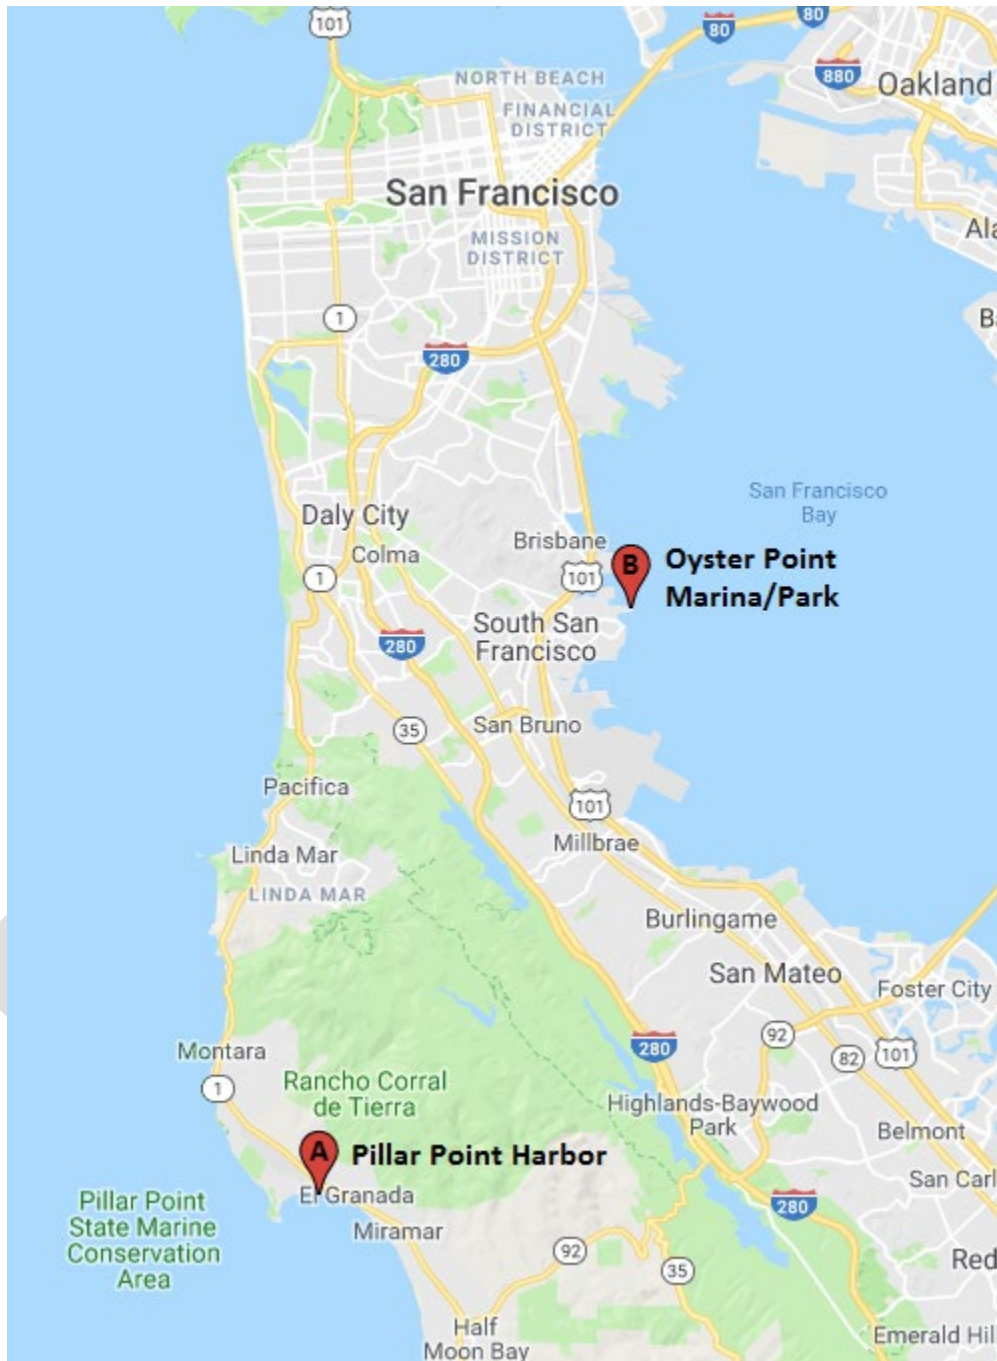 101
80
80
NORTH BEACH
880
Oakland
FINANCIAL
DISTRICT
San Francisco
MISSION
DISTRICT
Ala
1
B
280
San Francisco
Bay
Daly City
Brisbane
Colma
B
Oyster Point
Marina/Park
1
101
South San
Francisco
280
35
San Bruno
Pacifica
101
Millbrae
Linda Mar
LINDA MAR
Burlingame
San Mateo
Foster City
92
280
82
101
Montara
1
Rancho Corral
de Tierra
Highlands-Baywood
Park
Belmont
A
Pillar Point Harbor
San Carl
El Granada
Pillar Point
State Marine
Conservation
Area
280
Miramar
92
35
Red
Half
Moon Bay
Emerald Hil